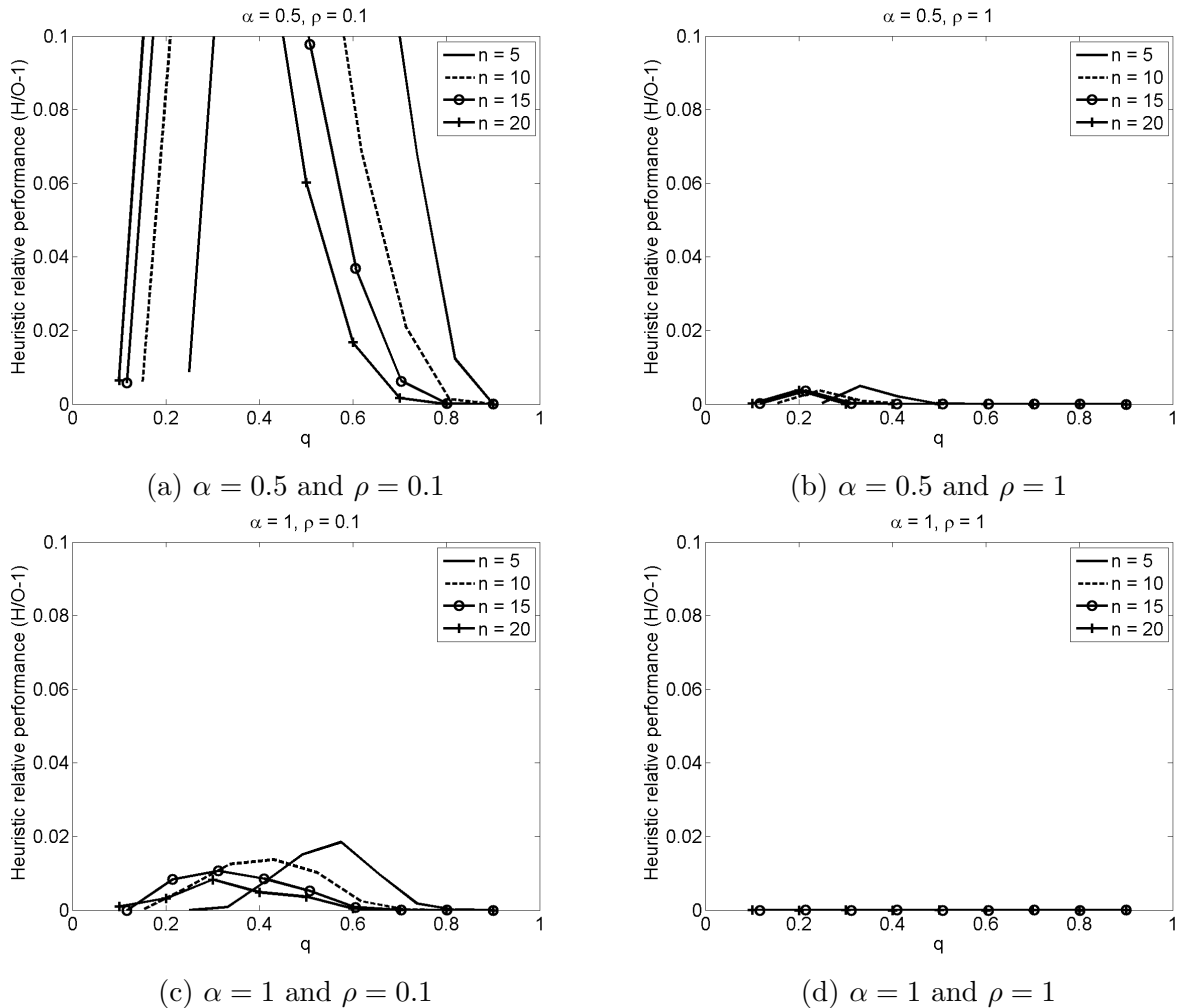 α = 0.5, ρ = 0.1
Heuristic relative performance (H/O-1)
0.1
0.08
0.06
0.04
0.02
0
0 0.2 0.4 0.6 0.8 1
q
n = 5
n = 10
n = 15
n = 20
(a) α = 0.5 and ρ = 0.1
α = 0.5, ρ = 1
Heuristic relative performance (H/O-1)
0.1
0.08
0.06
0.04
0.02
0
0 0.2 0.4 0.6 0.8 1
q
n = 5
n = 10
n = 15
n = 20
(b) α = 0.5 and ρ = 1
α = 1, ρ = 0.1
Heuristic relative performance (H/O-1)
0.1
0.08
0.06
0.04
0.02
0
0 0.2 0.4 0.6 0.8 1
q
n = 5
n = 10
n = 15
n = 20
(c) α = 1 and ρ = 0.1
α = 1, ρ = 1
Heuristic relative performance (H/O-1)
0.1
0.08
0.06
0.04
0.02
0
0 0.2 0.4 0.6 0.8 1
q
n = 5
n = 10
n = 15
n = 20
(d) α = 1 and ρ = 1